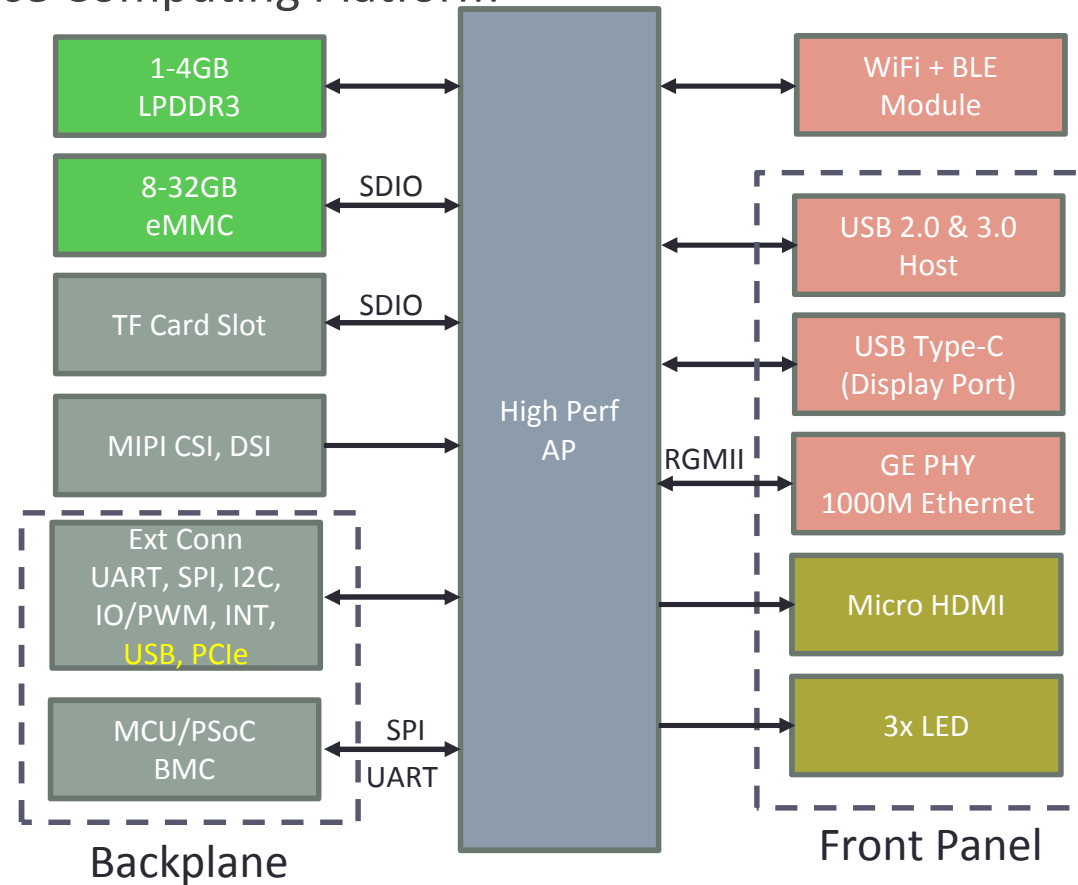 Computing Platform
1-4GB
LPDDR3
8-32GB
eMMC
SDIO
TF Card Slot
SDIO
MIPI CSI, DSI
Ext Conn
UART, SPI, I2C,
IO/PWM, INT,
USB, PCIe
MCU/PSoC
BMC
SPI
UART
Backplane
High Perf
AP
WiFi + BLE
Module
USB 2.0 & 3.0
Host
USB Type-C
(Display Port)
RGMII
GE PHY
1000M Ethernet
Micro HDMI
3x LED
Front Panel